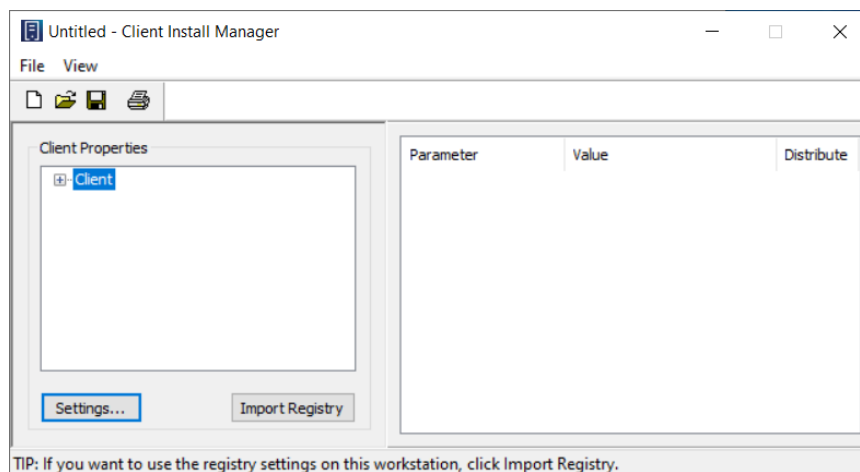 Untitled - Client Install Manager
File View
Client Properties
Client
Settings...
Import Registry
Parameter Value Distribute
TIP: If you want to use the registry settings on this workstation, click Import Registry.